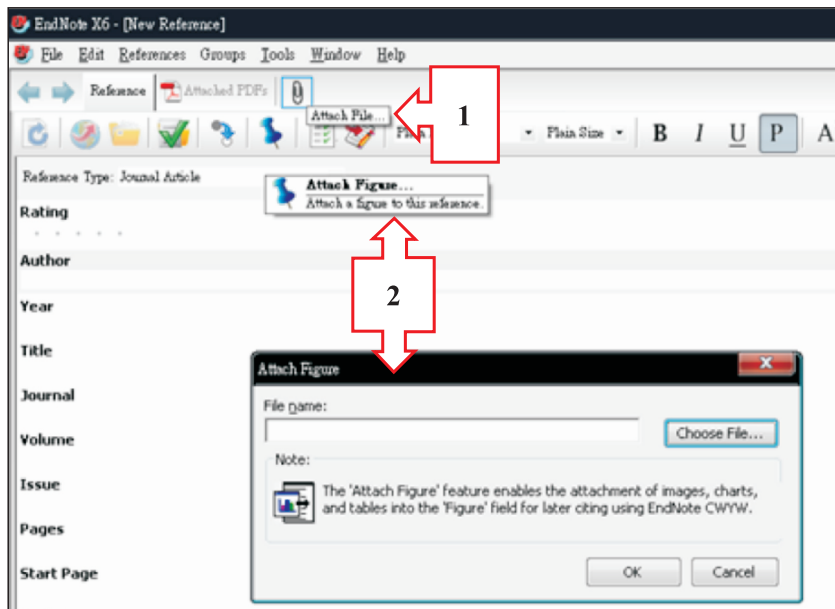 EndNote X6 - [New Reference]
File Edit References Groups Tools Window Help
Reference Attached PDFs
Attach File...
1
Plain Size B I U P A
Reference Type: Journal Article
Attach Figure...
Attach a figure to this reference.
Rating
Author
2
Year
Title
Attach Figure
Journal
File name:
Choose File...
Volume
Note:
Issue
The 'Attach Figure' feature enables the attachment of images, charts,
and tables into the 'Figure' field for later citing using EndNote CWYW.
Pages
Start Page
OK Cancel